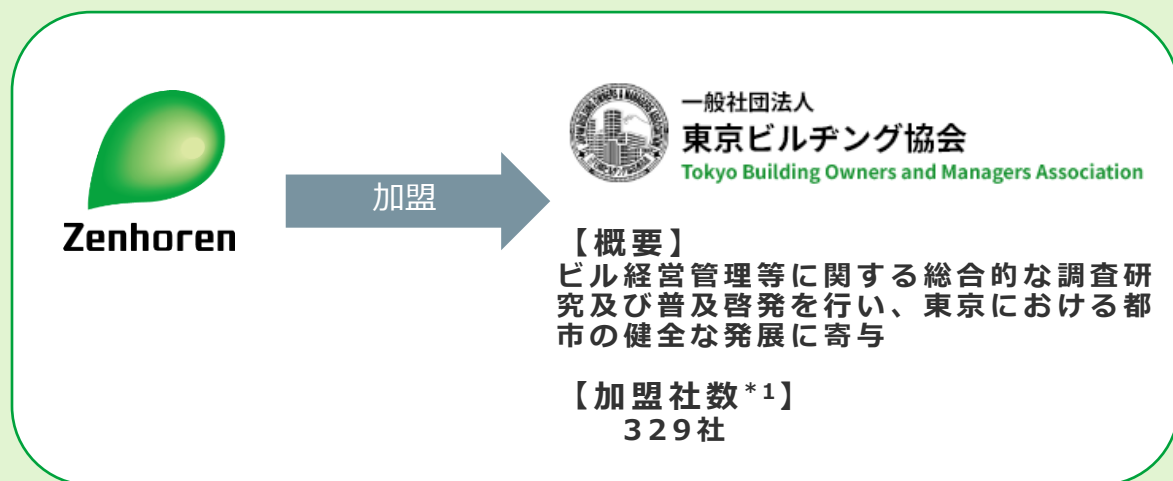 Zenhoren
加盟
一般社団法人
東京ビルヂング協会
Tokyo Building Owners and Managers Association
【概要】
ビル経営管理等に関する総合的な調査研
究及び普及啓発を行い、東京における都
市の健全な発展に寄与
【加盟社数*1】
329社